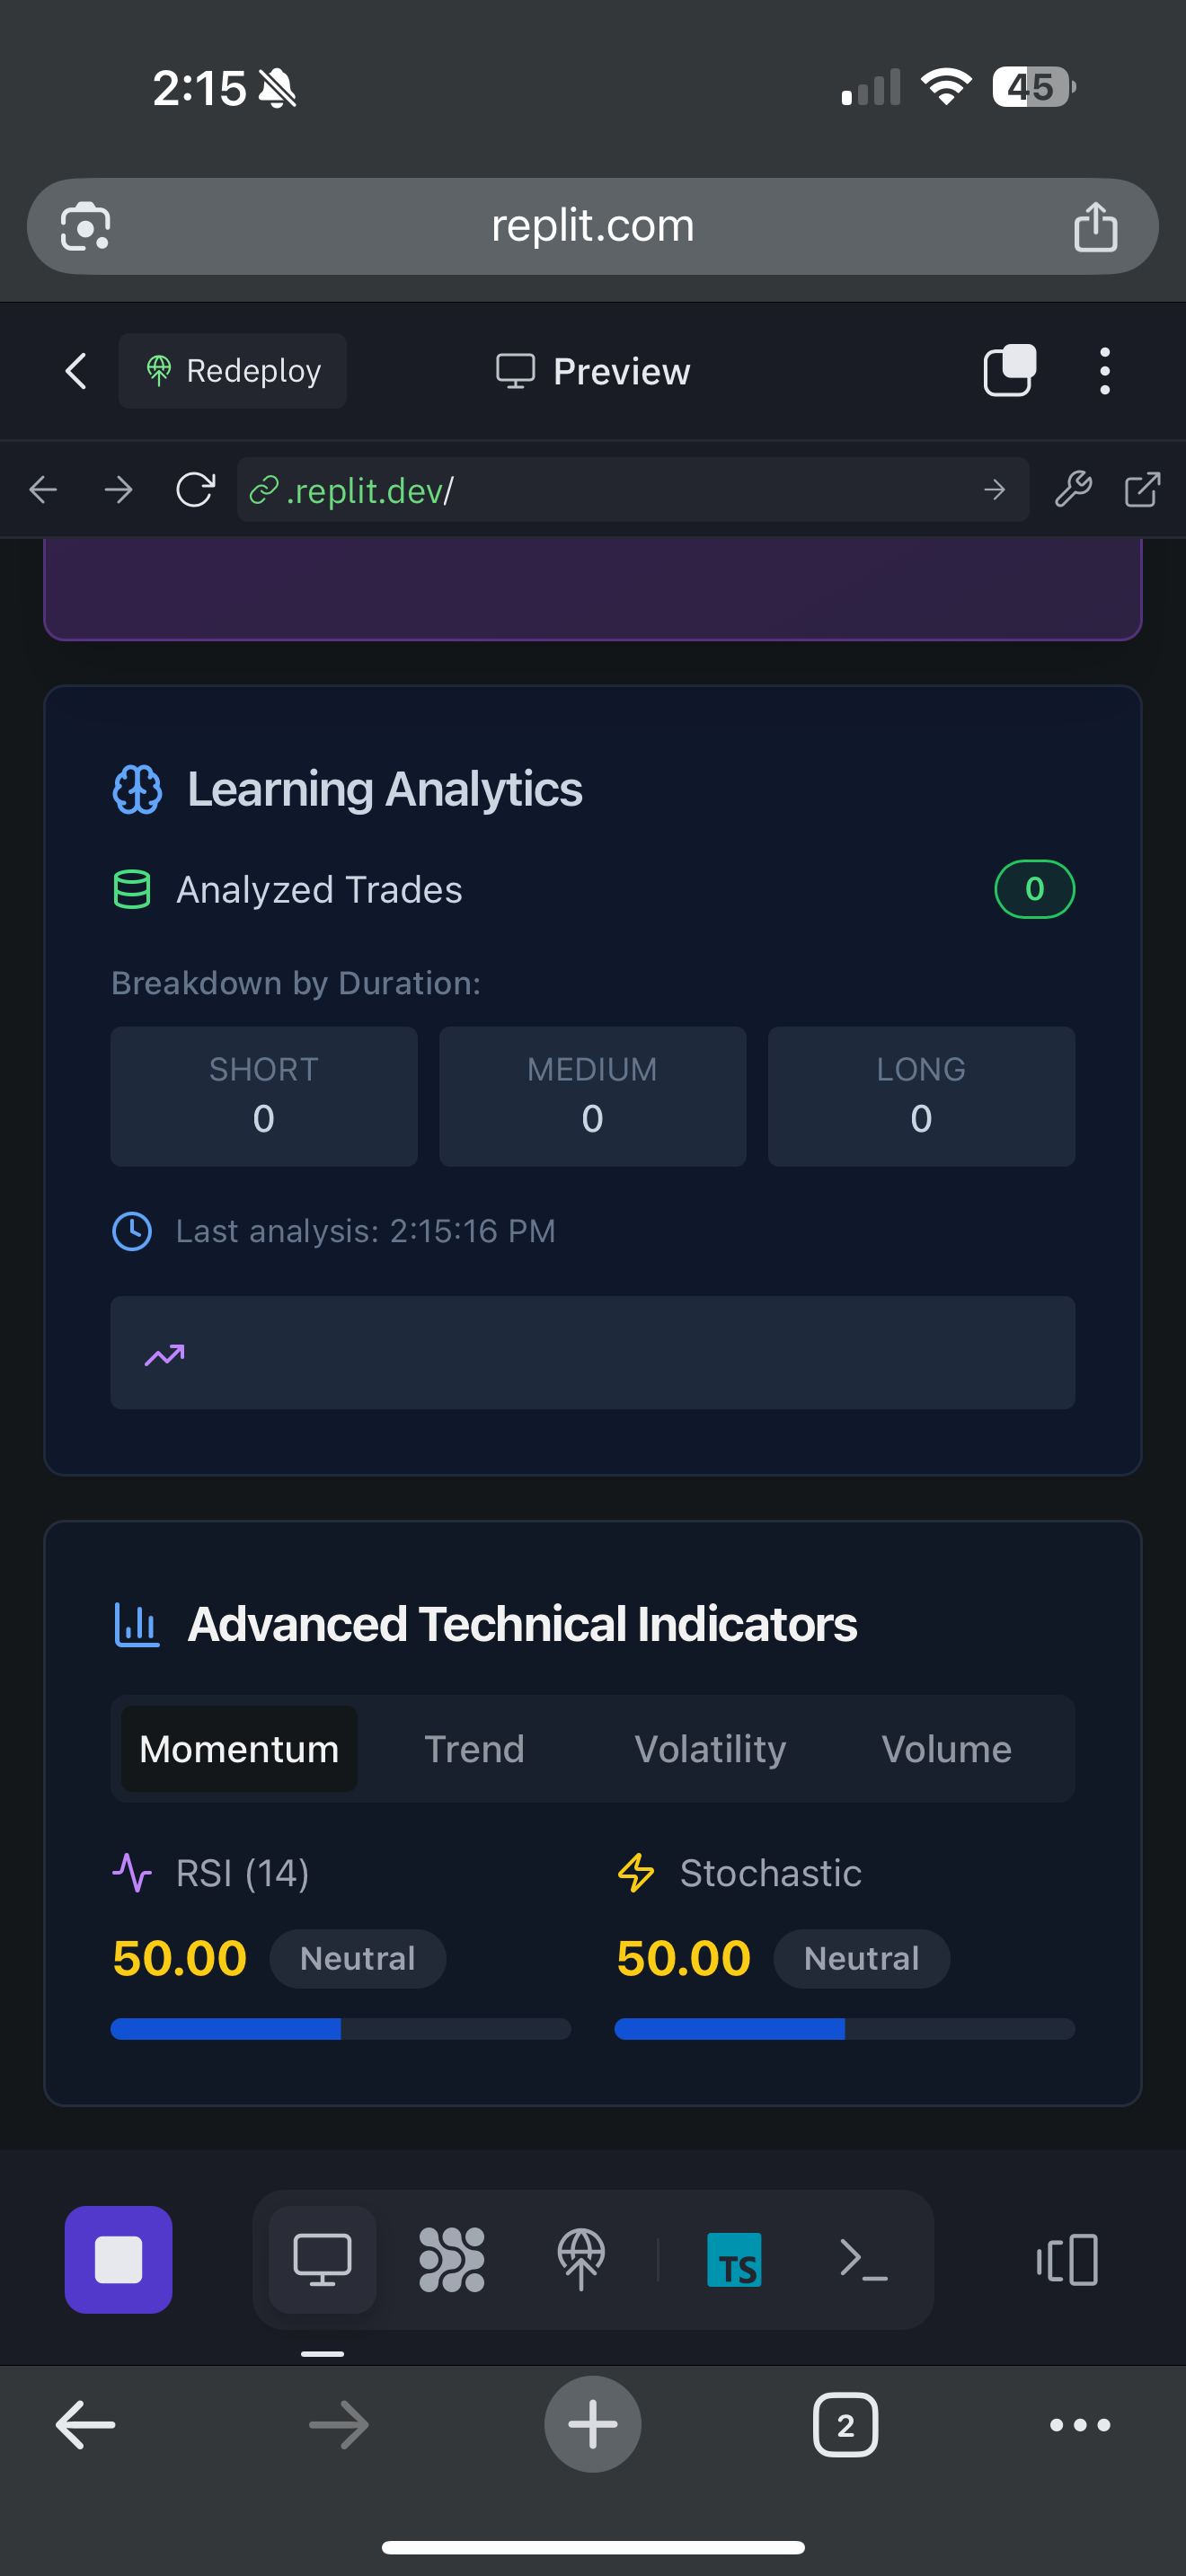 2:15
45
replit.com
Redeploy
Preview
.replit.dev/
Learning Analytics
Analyzed Trades
0
Breakdown by Duration:
SHORT
MEDIUM
LONG
0
0
0
Last analysis: 2:15:16 PM
Advanced Technical Indicators
Momentum
Trend
Volatility
Volume
RSI (14)
Stochastic
50.00
Neutral
50.00
Neutral
TS
2